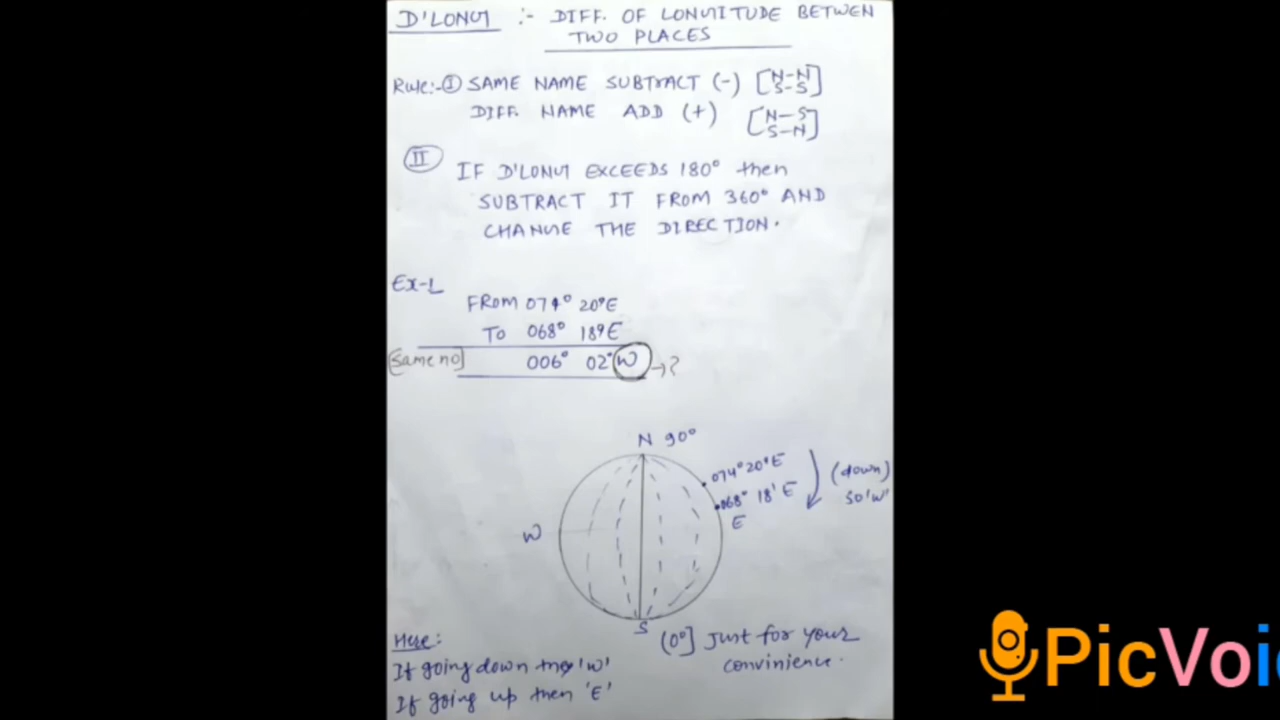 D'LONG :- DIFF. OF LONGITUDE BETWEN
TWO PLACES
Rule:- I SAME NAME SUBTRACT (-) [N-N
S-S]
DIFF. NAME ADD (+) [N-S
S-N]
II
IF D'LONG EXCEEDS 180° then
SUBTRACT IT FROM 360° AND
CHANGE THE DIRECTION.
Ex-1
FROM 074° 20'E
TO 068° 18'E
[Same no] 006° 02' W → ?
N 90°
074° 20' E
068° 18' E
(down)
so 'W'
E
W
S
(0°] Just for your
convinience.
Here:
If going down then 'W'
If going up then 'E'
PicVoi